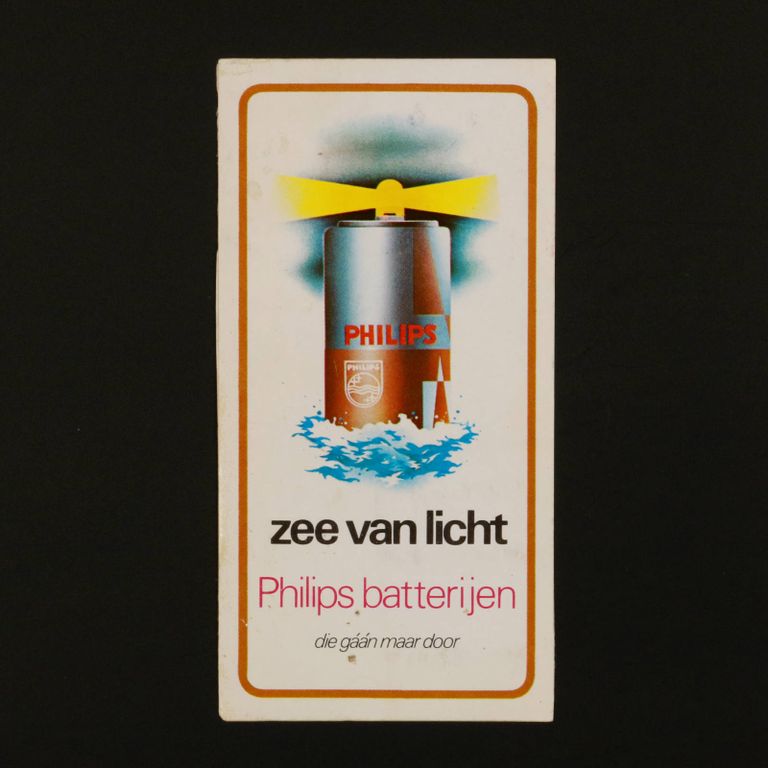 PHILIPS
PHILIPS
zee van licht
Philips batterijen
die gáán maar door